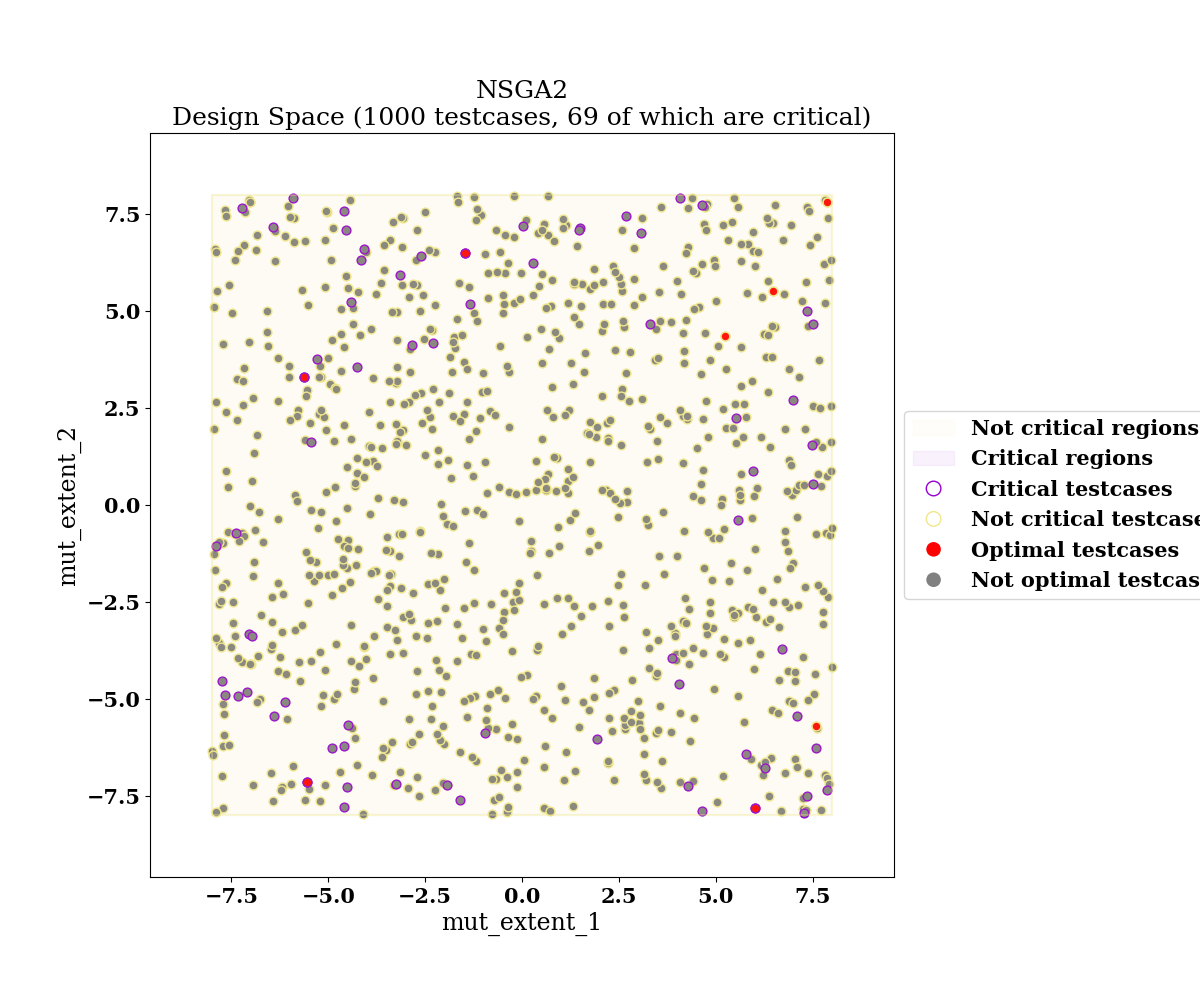 NSGA2
Design Space (1000 testcases, 69 of which are critical)
mut_extent_2
7.5
5.0
2.5
0.0
−2.5
−5.0
−7.5
−7.5
−5.0
−2.5
0.0
2.5
5.0
7.5
mut_extent_1
Not critical regions
Critical regions
Critical testcases
Not critical testcase
Optimal testcases
Not optimal testcas